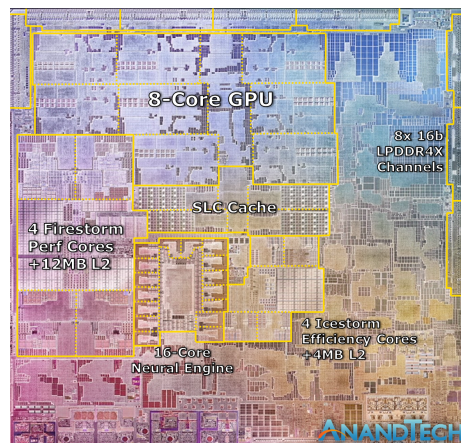 8-Core GPU
8x 16b
LPDDR4X
Channels
SLC Cache
4 Firestorm
Perf Cores
+12MB L2
4 Icestorm
Efficiency Cores
+4MB L2
16-Core
Neural Engine
ANANDTECH